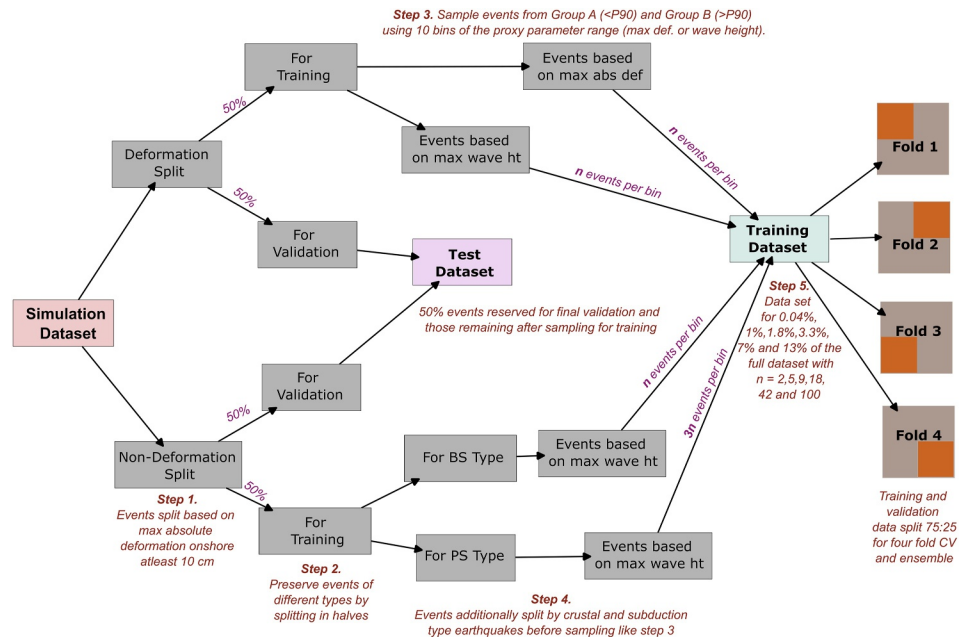 Step 3. Sample events from Group A (<P90) and Group B (>P90)
using 10 bins of the proxy parameter range (max def. or wave height).
For
Training
Events based
on max abs def
50%
Events based
on max wave ht
n events per bin
n events per bin
Deformation
Split
50%
For
Validation
Test
Dataset
50% events reserved for final validation and
those remaining after sampling for training
Simulation
Dataset
Training
Dataset
Fold 1
Fold 2
Fold 3
Fold 4
Step 5.
Data set
for 0.04%,
1%,1.8%,3.3%,
7% and 13% of the
full dataset with
n = 2,5,9,18,
42 and 100
For
Validation
50%
n events per bin
3n events per bin
Non-Deformation
Split
50%
For BS Type
Events based
on max wave ht
Step 1.
Events split based on
max absolute
deformation onshore
atleast 10 cm
For
Training
For PS Type
Events based
on max wave ht
Step 2.
Preserve events of
different types by
splitting in halves
Step 4.
Events additionally split by crustal and subduction
type earthquakes before sampling like step 3
Training and
validation
data split 75:25
for four fold CV
and ensemble